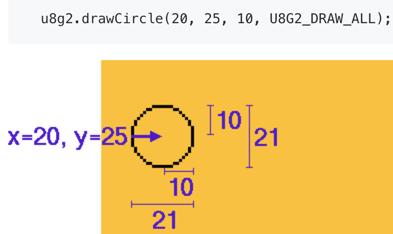 u8g2.drawCircle(20, 25, 10, U8G2_DRAW_ALL);
10
x=20, y=25
21
10
21